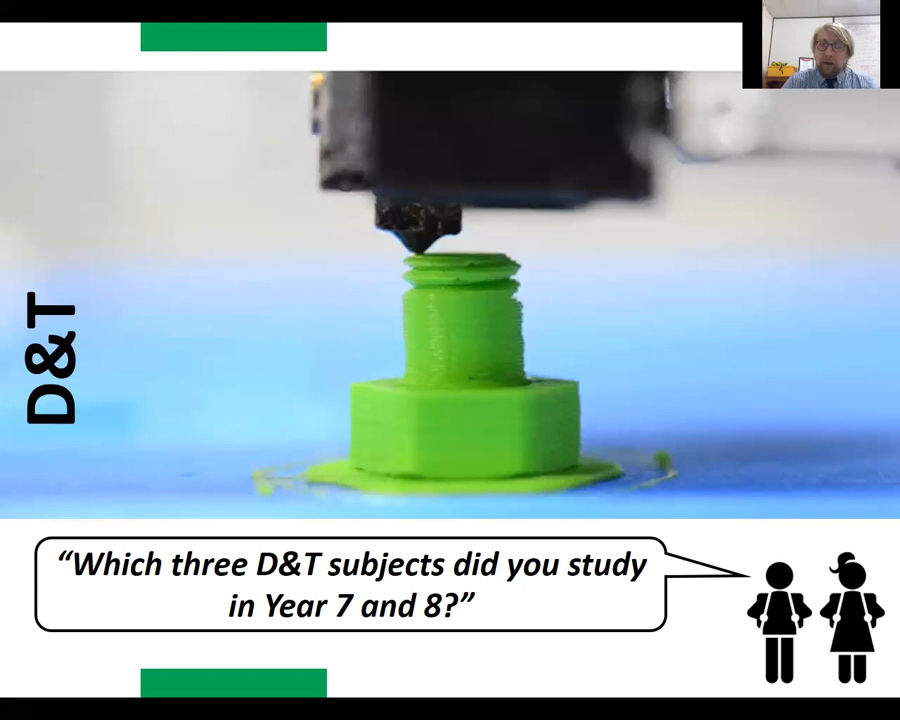 D&T
“Which three D&T subjects did you study
in Year 7 and 8?”